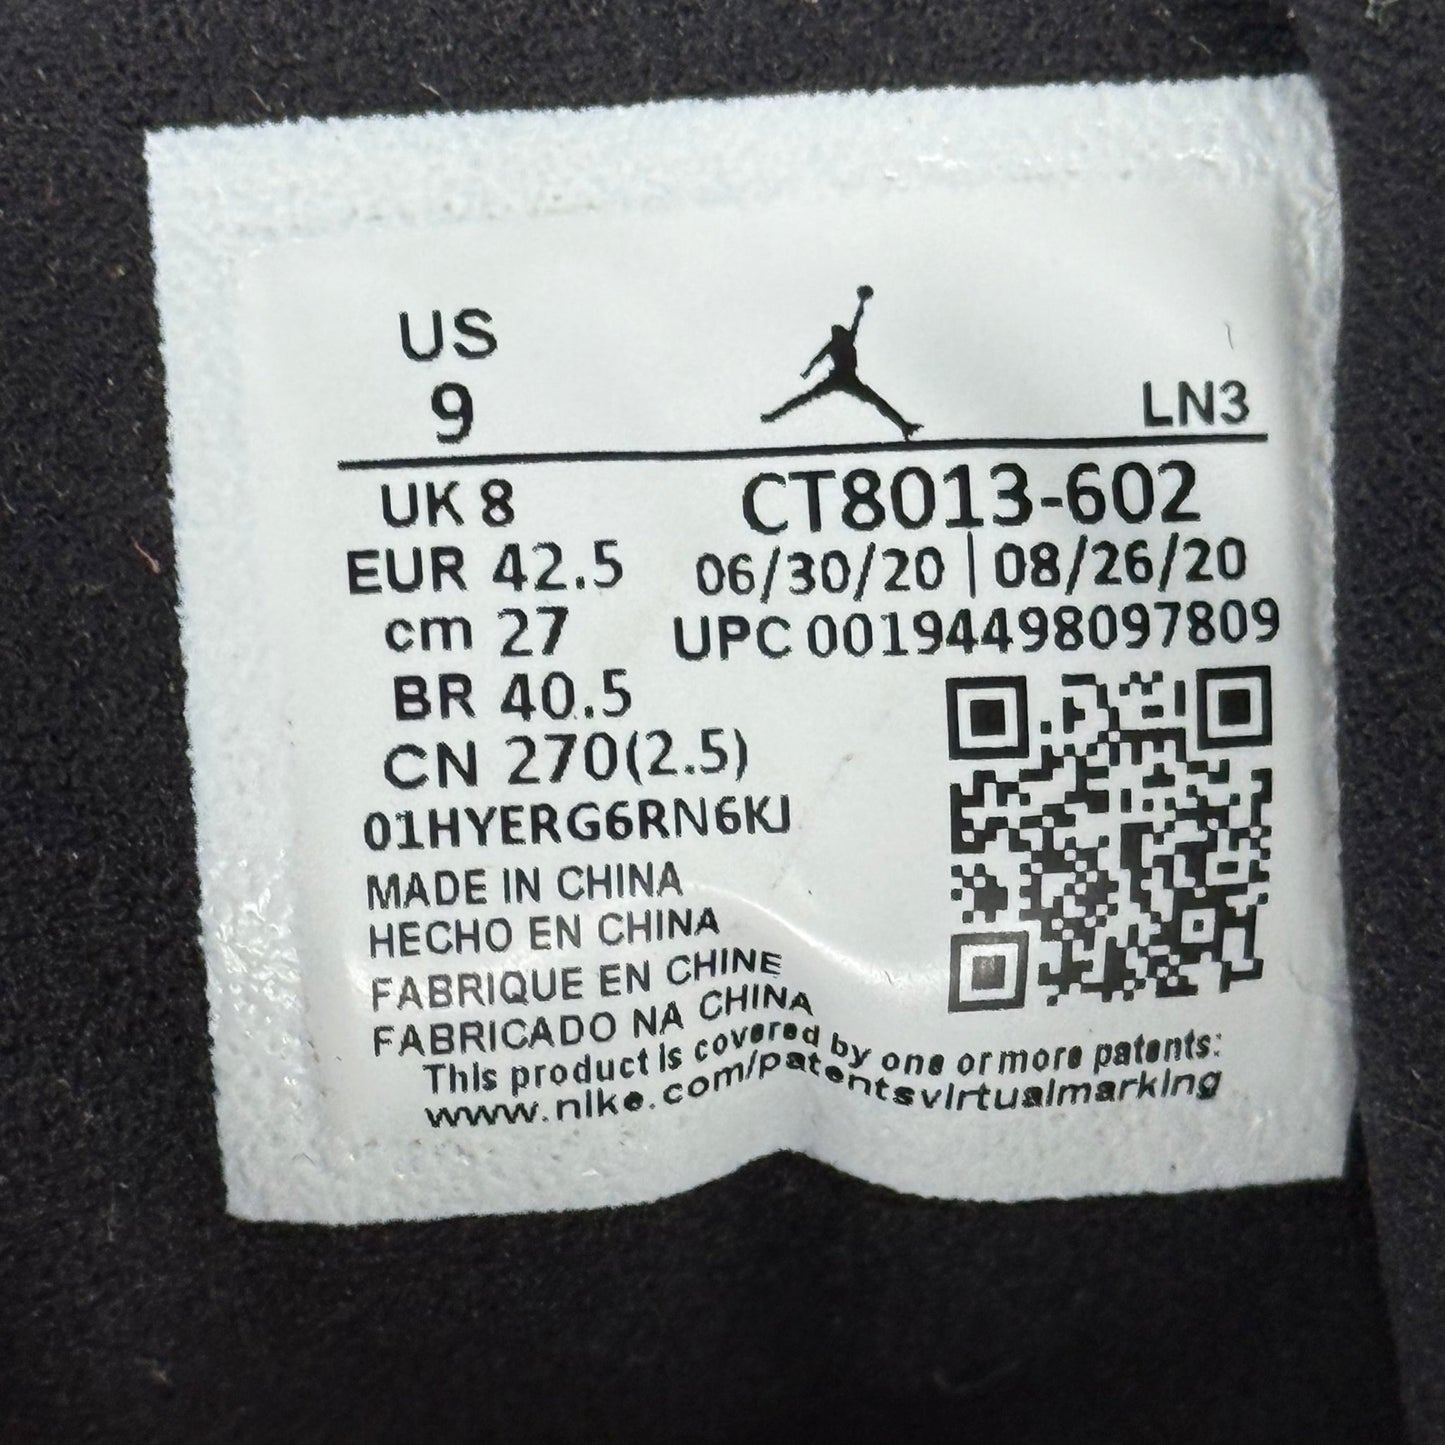 US
9
LN3
UK 8
CT8013-602
EUR 42.5
06/30/20 | 08/26/20
cm 27
UPC 00194498097809
BR 40.5
CN 270(2.5)
01HYERG6RN6KJ
MADE IN CHINA
HECHO EN CHINA
FABRIQUE EN CHINE
FABRICADO NA CHINA
This product is covered by one or more patents:
www.nike.com/patentsvirtualmarking